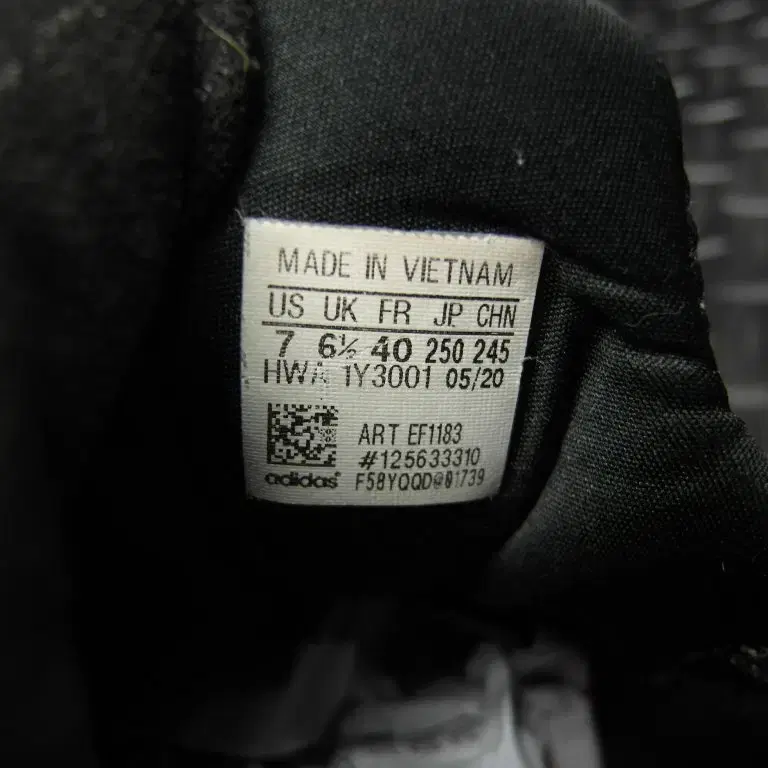 MADE IN VIETNAM
US UK FR JP CHN
7 6½ 40 250 245
HWA 1Y3001 05/20
ART EF1183
#125633310
adidas F58YQQD@01739